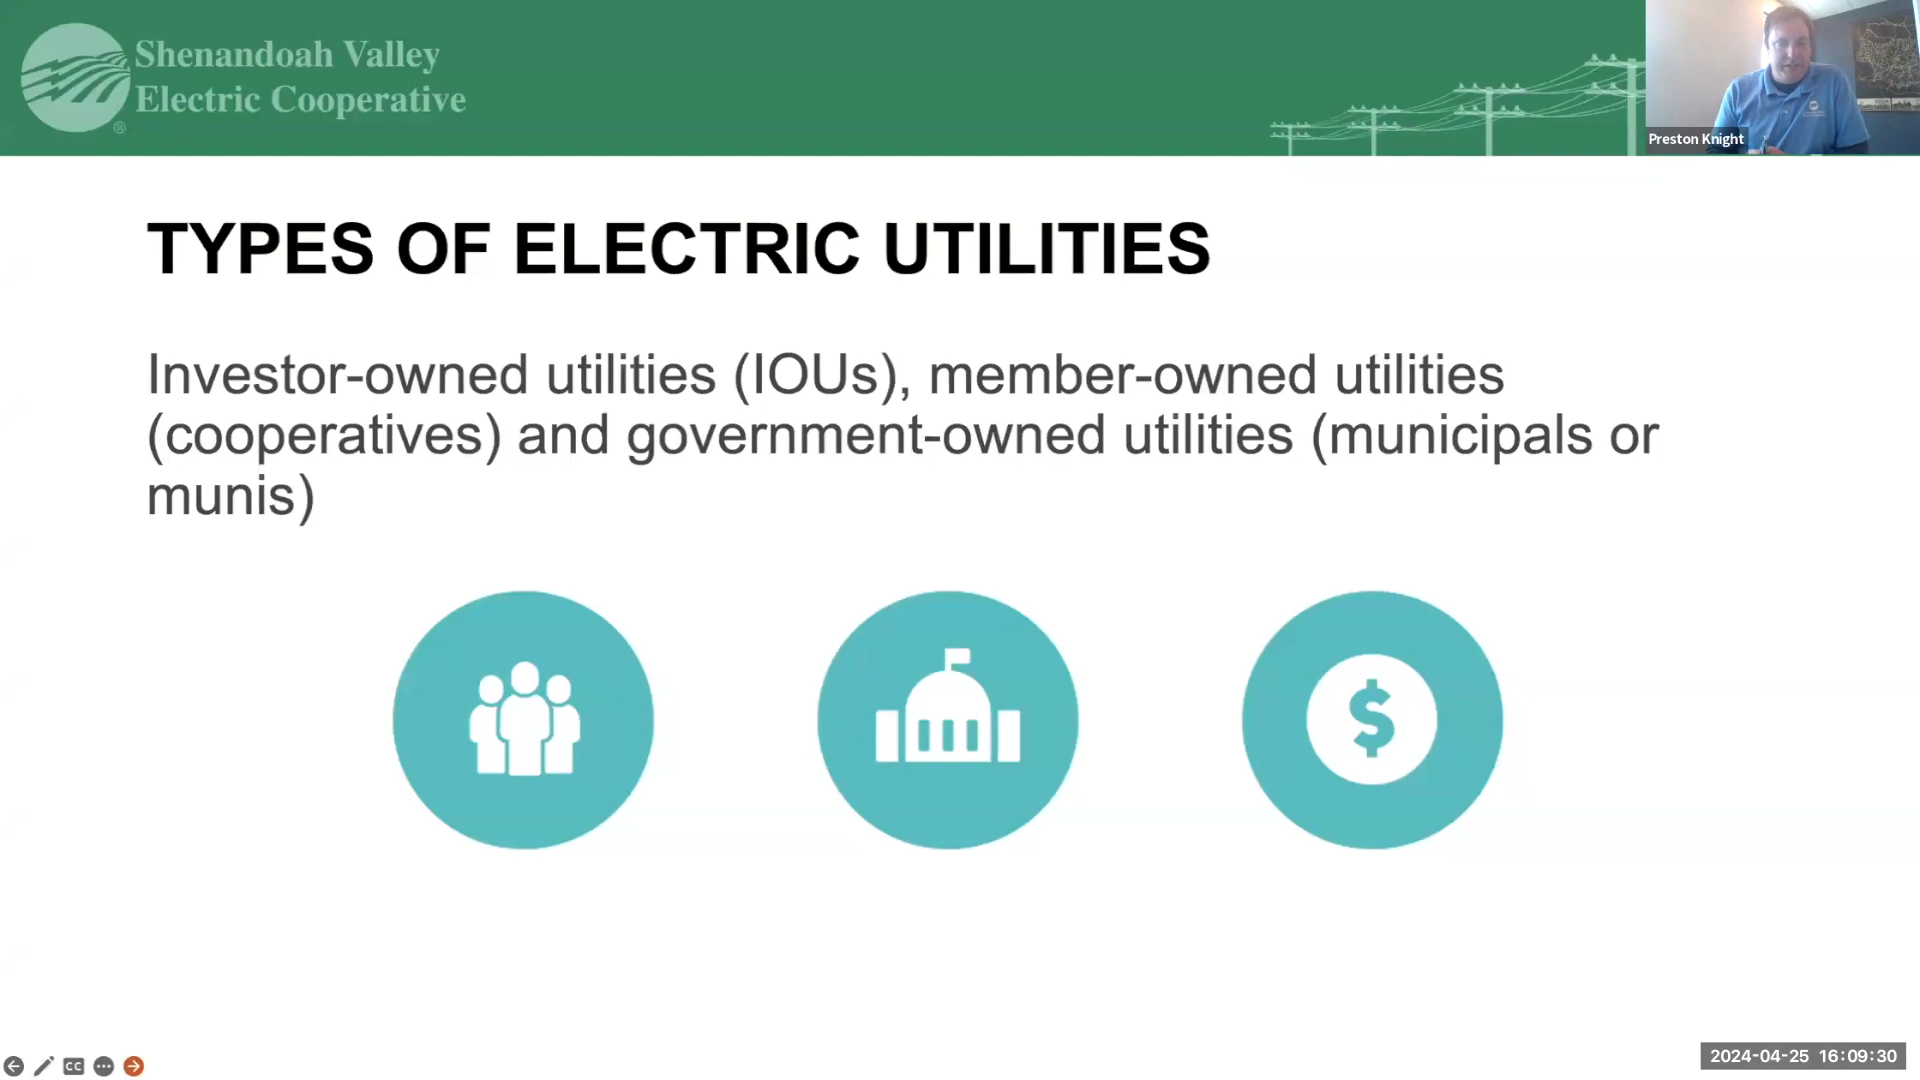 Shenandoah Valley
Electric Cooperative
®
Preston Knight
TYPES OF ELECTRIC UTILITIES
Investor-owned utilities (IOUs), member-owned utilities
(cooperatives) and government-owned utilities (municipals or
munis)
$
CC
2024-04-25 16:09:30